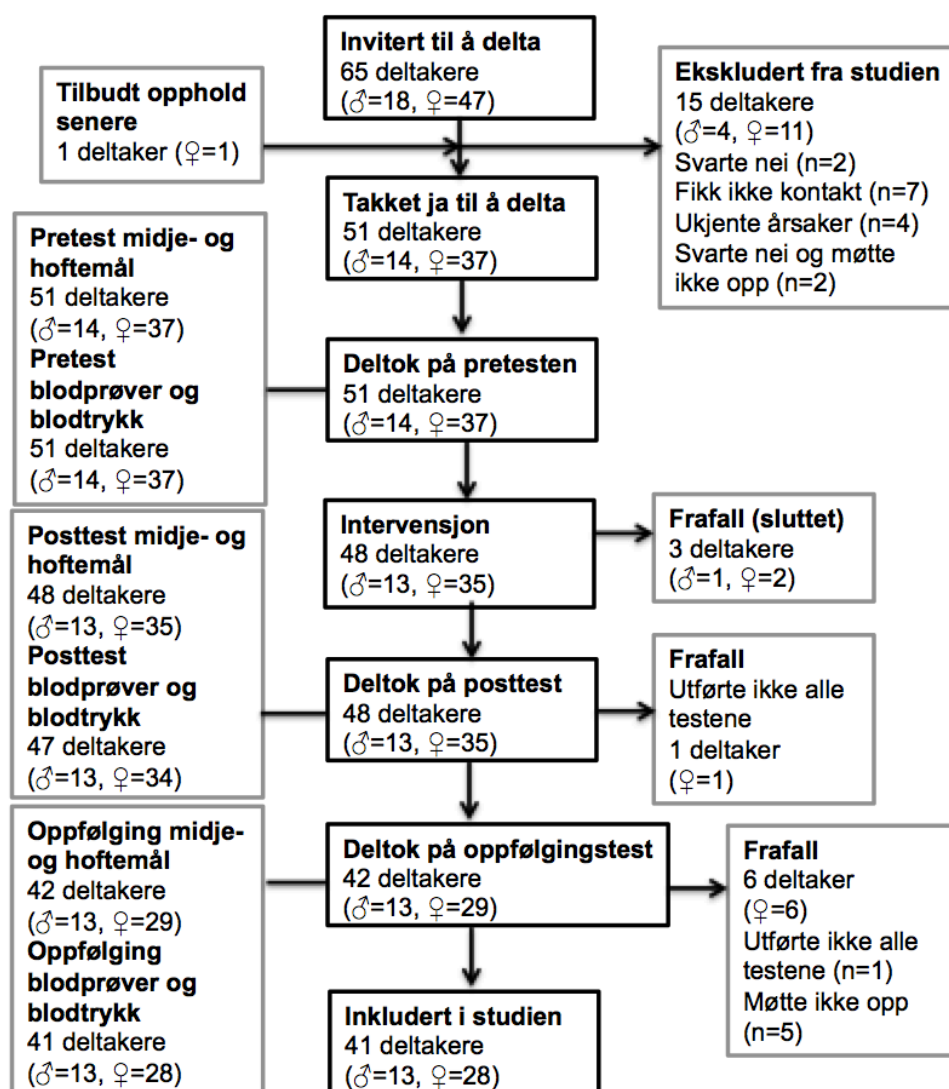 Invitert til å delta
65 deltakere
(♂=18, ♀=47)
Tilbudt opphold
senere
1 deltaker (♀=1)
Ekskludert fra studien
15 deltakere
(♂=4, ♀=11)
Svarte nei (n=2)
Fikk ikke kontakt (n=7)
Ukjente årsaker (n=4)
Svarte nei og møtte
ikke opp (n=2)
Takket ja til å delta
51 deltakere
(♂=14, ♀=37)
Pretest midje- og
hoftemål
51 deltakere
(♂=14, ♀=37)
Pretest
blodprøver og
blodtrykk
51 deltakere
(♂=14, ♀=37)
Deltok på pretesten
51 deltakere
(♂=14, ♀=37)
Intervensjon
48 deltakere
(♂=13, ♀=35)
Frafall (sluttet)
3 deltakere
(♂=1, ♀=2)
Posttest midje- og
hoftemål
48 deltakere
(♂=13, ♀=35)
Posttest
blodprøver og
blodtrykk
47 deltakere
(♂=13, ♀=34)
Deltok på posttest
48 deltakere
(♂=13, ♀=35)
Frafall
Utførte ikke alle
testene
1 deltaker
(♀=1)
Oppfølging midje-
og hoftemål
42 deltakere
(♂=13, ♀=29)
Oppfølging
blodprøver og
blodtrykk
41 deltakere
(♂=13, ♀=28)
Deltok på oppfølgingstest
42 deltakere
(♂=13, ♀=29)
Frafall
6 deltaker
(♀=6)
Utførte ikke alle
testene (n=1)
Møtte ikke opp
(n=5)
Inkludert i studien
41 deltakere
(♂=13, ♀=28)